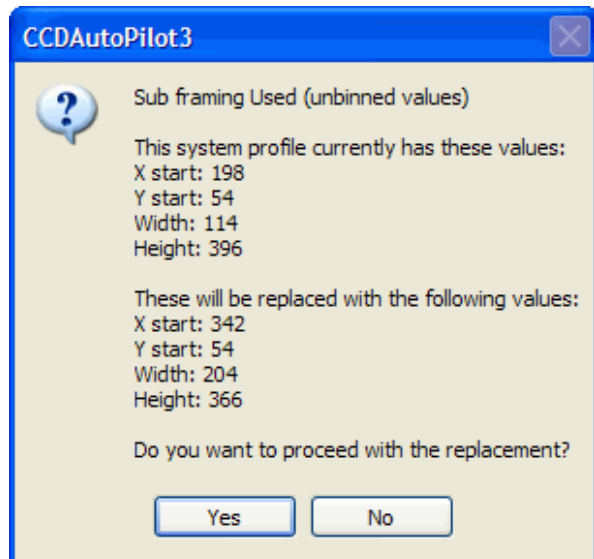 CCDAutoPilot3
Sub framing Used (unbinned values)
This system profile currently has these values:
X start: 198
Y start: 54
Width: 114
Height: 396
These will be replaced with the following values:
X start: 342
Y start: 54
Width: 204
Height: 366
Do you want to proceed with the replacement?
Yes
No